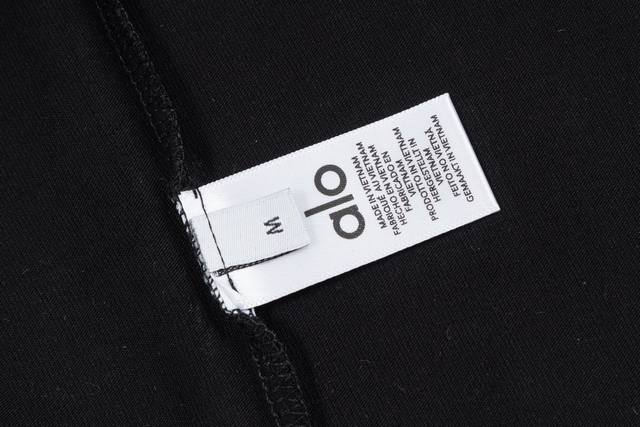 alo
M
MADE IN VIETNAM
FABRIQUE AU VIETNAM
HECHO EN VIETNAM
FABRICADO EN
VIETNAM
PRODOTTO IN VIETNAM
HERGESTELLT IN
VIETNAM
FEITO NO VIETNÃ
GEMAAKT IN VIETNAM